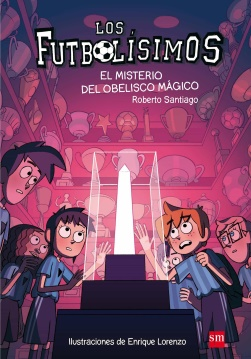 LOS
FUTBOLÍSIMOS
EL MISTERIO
DEL OBELISCO MÁGICO
Roberto Santiago
Ilustraciones de Enrique Lorenzo
sm